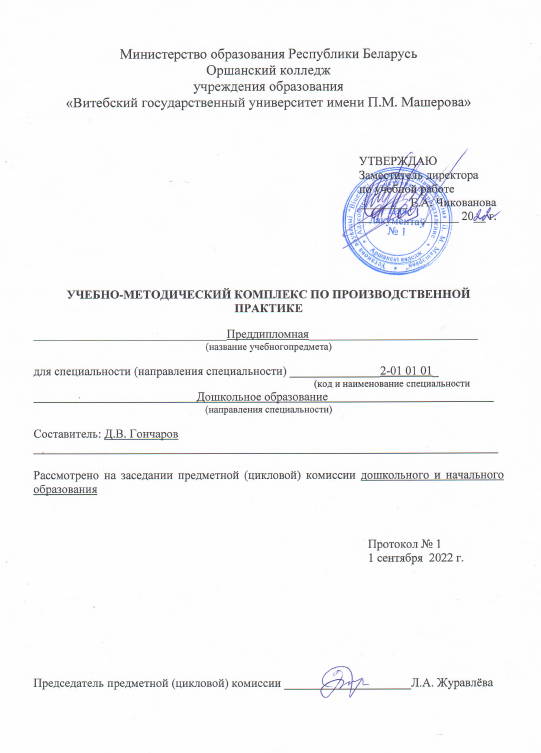 Министерство образования Республики Беларусь
Оршанский колледж
учреждения образования
«Витебский государственный университет имени П.М. Машерова»
УТВЕРЖДАЮ
Заместитель директора
по учебной работе
Е.А. Чикованова
20 г.
№ 1
УЧЕБНО-МЕТОДИЧЕСКИЙ КОМПЛЕКС ПО ПРОИЗВОДСТВЕННОЙ
ПРАКТИКЕ
Преддипломная
(название учебногопредмета)
для специальности (направления специальности) 2-01 01 01
(код и наименование специальности
Дошкольное образование
(направления специальности)
Составитель: Д.В. Гончаров
Рассмотрено на заседании предметной (цикловой) комиссии дошкольного и начального
образования
Протокол № 1
1 сентября 2022 г.
Председатель предметной (цикловой) комиссии Л.А. Журавлёва